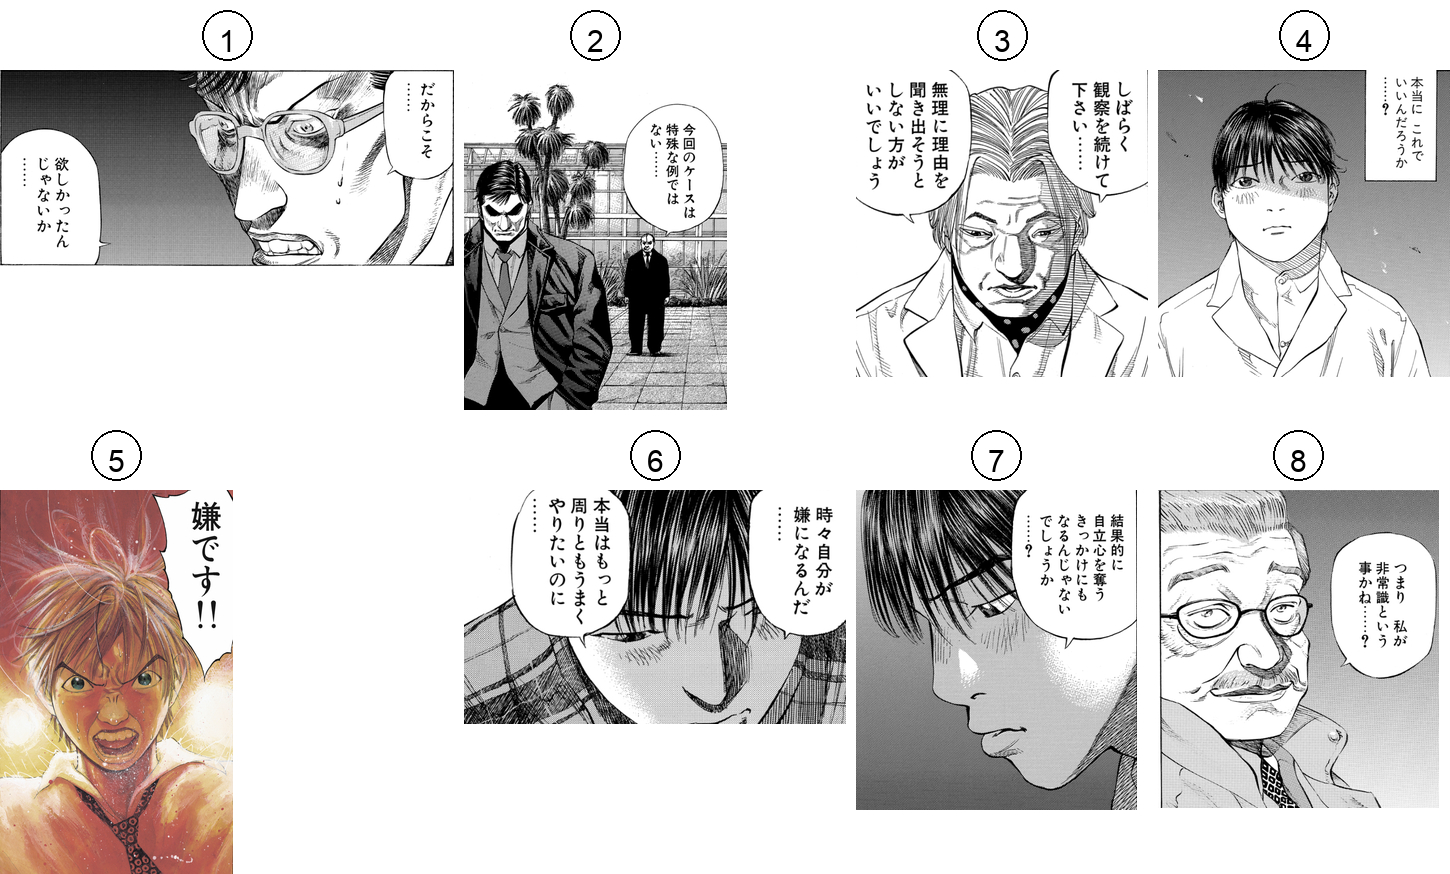 1
だからこそ
……
欲しかったん
じゃないか
……
2
今回のケースは
特殊な例では
ない……
3
しばらく
観察を続けて
下さい……
無理に理由を
聞き出そうと
しない方が
いいでしょう
4
本当に これで
いいんだろうか
……?
5
嫌です!!
6
時々自分が
嫌になるんだ
……
本当はもっと
周りともうまく
やりたいのに
……
7
結果的に
自立心を奪う
きっかけにも
なるんじゃない
でしょうか
……?
8
つまり 私が
非常識という
事かね……?